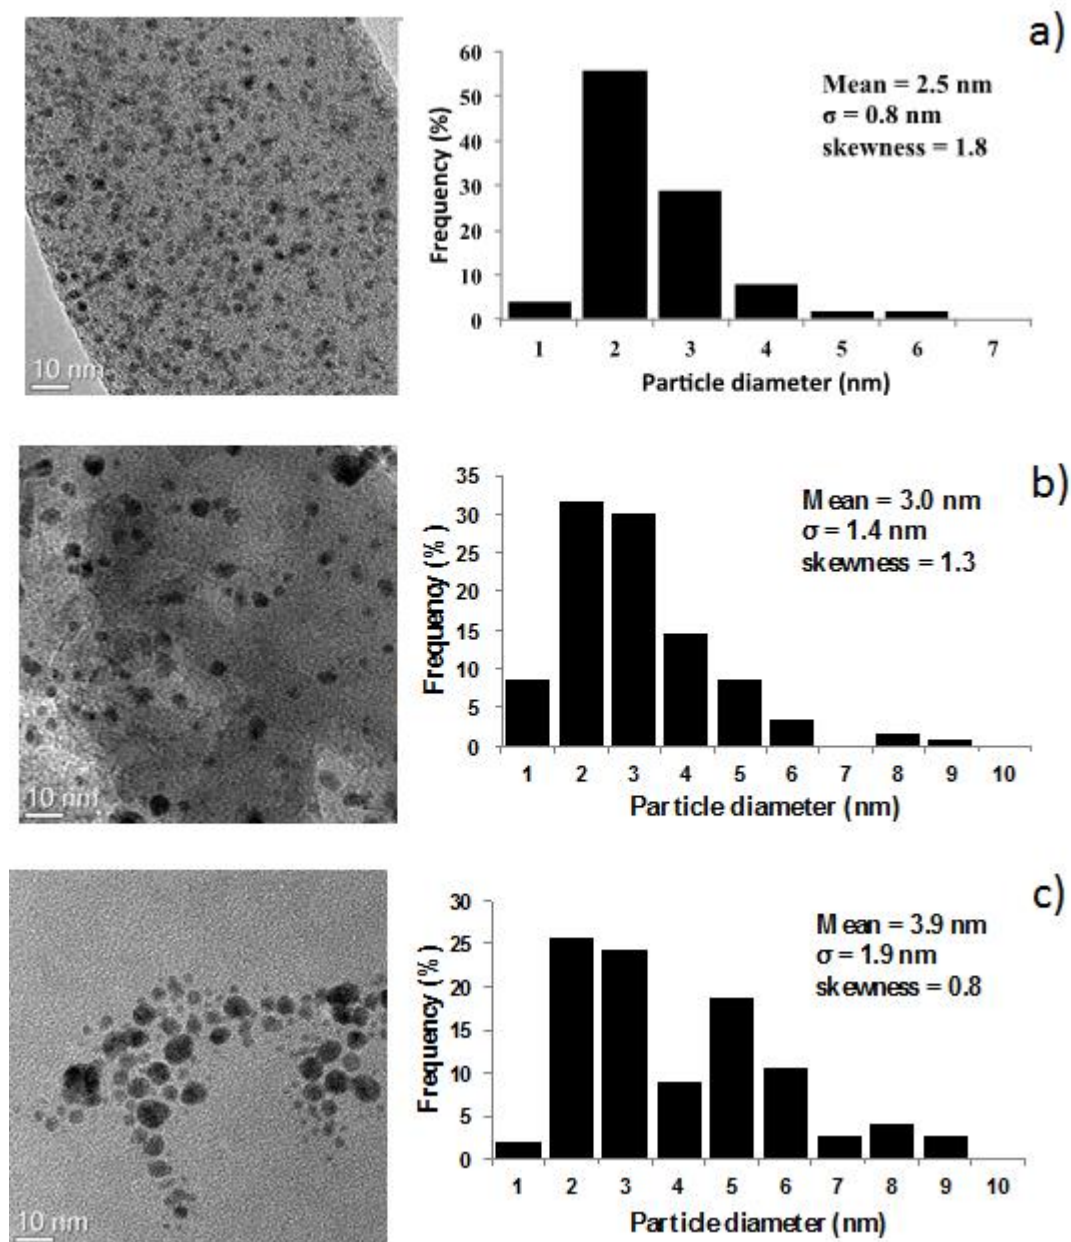 a)
60
50
40
30
20
10
0
Frequency (%)
Mean = 2.5 nm
σ = 0.8 nm
skewness = 1.8
1 2 3 4 5 6 7
Particle diameter (nm)
10 nm
b)
35
30
25
20
15
10
5
0
Frequency (%)
Mean = 3.0 nm
σ = 1.4 nm
skewness = 1.3
1 2 3 4 5 6 7 8 9 10
Particle diameter (nm)
10 nm
c)
30
25
20
15
10
5
0
Frequency (%)
Mean = 3.9 nm
σ = 1.9 nm
skewness = 0.8
1 2 3 4 5 6 7 8 9 10
Particle diameter (nm)
10 nm